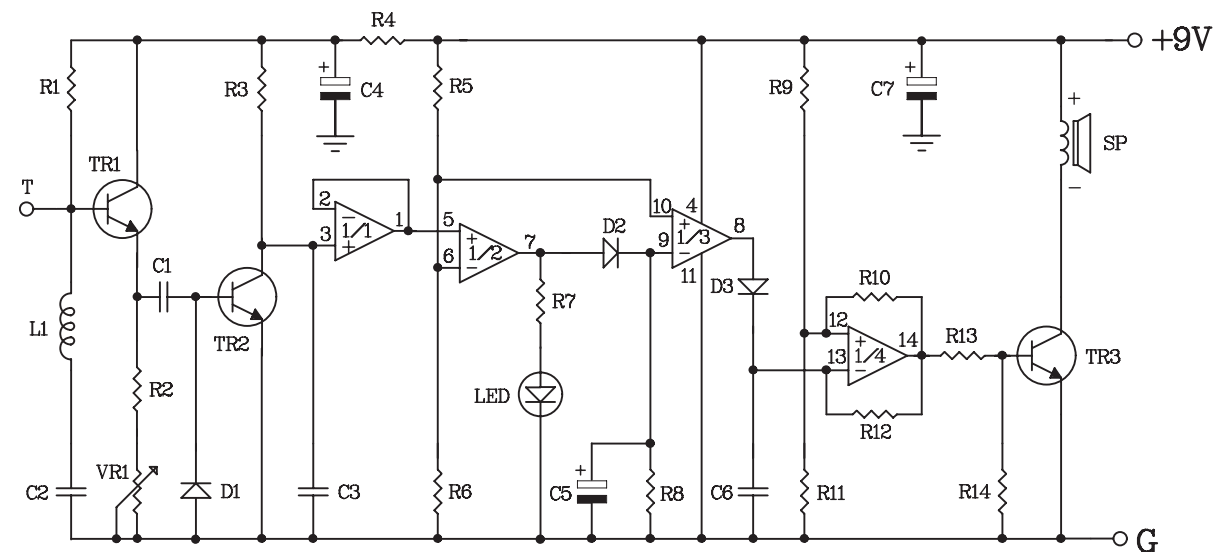 R4
+9V
R1
R3
+
C4
R5
R9
+
C7
+
SP
−
TR1
T
2
−
1/1
1
3
+
5
+
1/2
7
6
−
D2
10
4
+
1/3
8
9
−
11
C1
TR2
L1
R7
D3
R10
12
+
14
13
−
1/4
R13
TR3
R2
LED
R12
VR1
C2
D1
C3
R6
+
C5
R8
C6
R11
R14
G